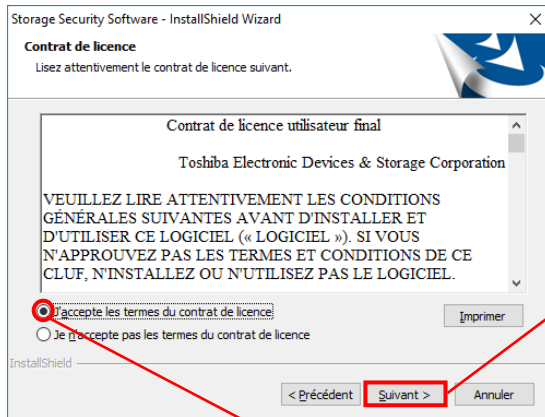 Storage Security Software - InstallShield Wizard
Contrat de licence
Lisez attentivement le contrat de licence suivant.
Contrat de licence utilisateur final
Toshiba Electronic Devices & Storage Corporation
VEUILLEZ LIRE ATTENTIVEMENT LES CONDITIONS
GÉNÉRALES SUIVANTES AVANT D'INSTALLER ET
D'UTILISER CE LOGICIEL (« LOGICIEL »). SI VOUS
N'APPROUVEZ PAS LES TERMES ET CONDITIONS DE CE
CLUF, N'INSTALLEZ OU N'UTILISEZ PAS LE LOGICIEL.
J'accepte les termes du contrat de licence
Imprimer
Je n'accepte pas les termes du contrat de licence
InstallShield
< Précédent
Suivant >
Annuler